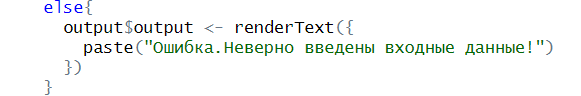 else{
output$output <- renderText({
paste("Ошибка.Неверно введены входные данные!")
})
}